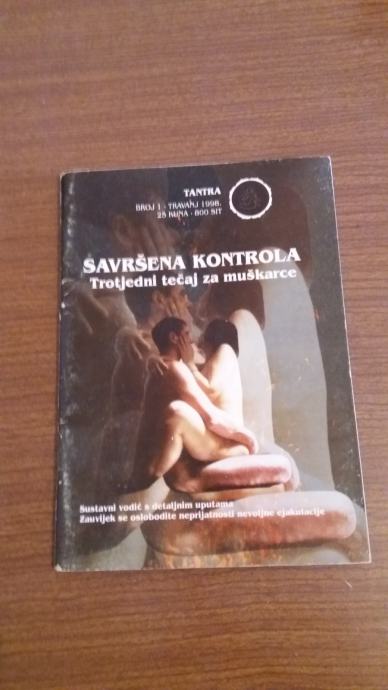 TANTRA
BROJ 1 · TRAVANJ 1998.
25 KUNA · 800 SIT
SAVRŠENA KONTROLA
Trotjedni tečaj za muškarce
Sustavni vodič s detaljnim uputama
Zauvijek se oslobodite neprijatnosti nevoljne ejakulacije